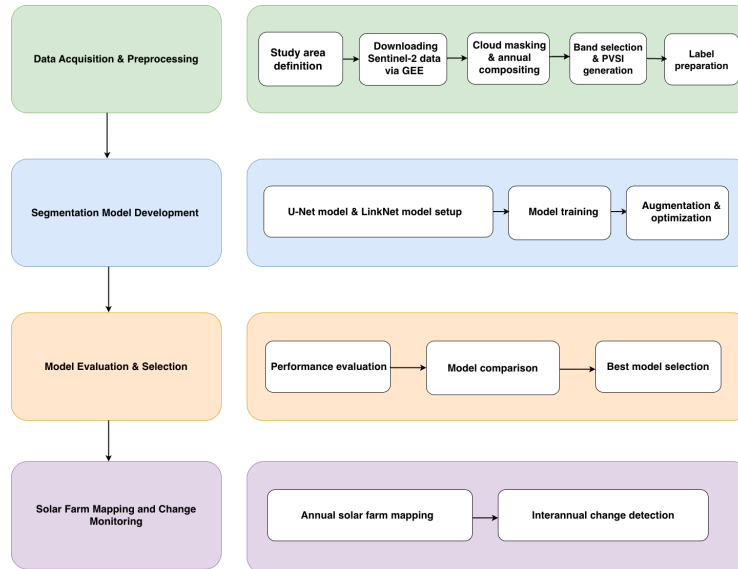 Data Acquisition & Preprocessing
Study area
definition
Downloading
Sentinel-2 data
via GEE
Cloud masking
& annual
compositing
Band selection
& PVSI
generation
Label
preparation
Segmentation Model Development
U-Net model & LinkNet model setup
Model training
Augmentation &
optimization
Model Evaluation & Selection
Performance evaluation
Model comparison
Best model selection
Solar Farm Mapping and Change
Monitoring
Annual solar farm mapping
Interannual change detection